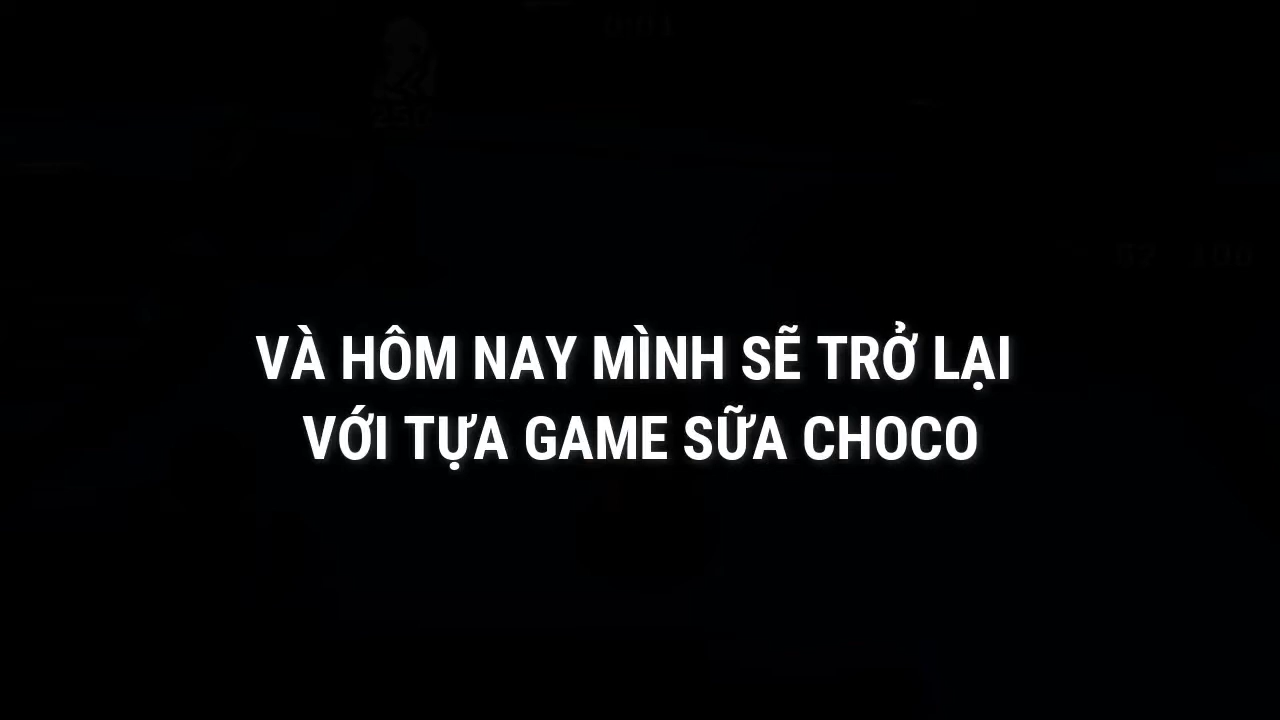 VÀ HÔM NAY MÌNH SẼ TRỞ LẠI
VỚI TỰA GAME SỮA CHOCO